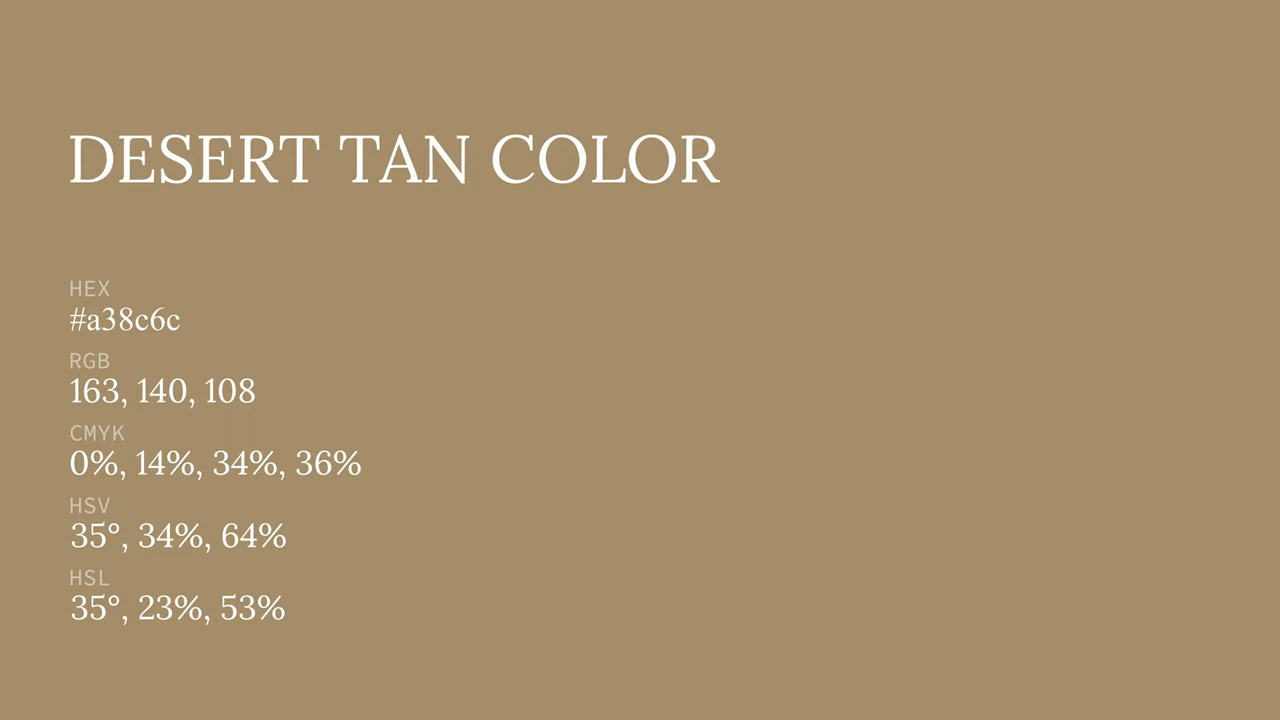 DESERT TAN COLOR
HEX
#a38c6c
RGB
163, 140, 108
CMYK
0%, 14%, 34%, 36%
HSV
35°, 34%, 64%
HSL
35°, 23%, 53%